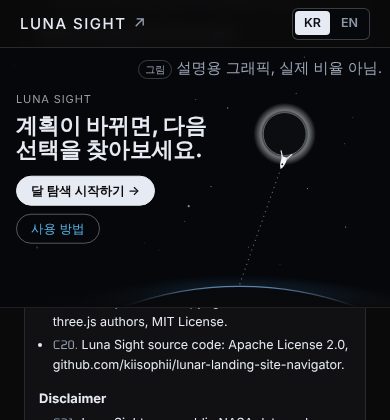 LUNA SIGHT ↗ KR EN
그림 설명용 그래픽, 실제 비율 아님.
LUNA SIGHT
계획이 바뀌면, 다음
선택을 찾아보세요.
달 탐색 시작하기 →
사용 방법
three.js authors, MIT License.
• C20. Luna Sight source code: Apache License 2.0,
github.com/kiisophii/lunar-landing-site-navigator.
Disclaimer